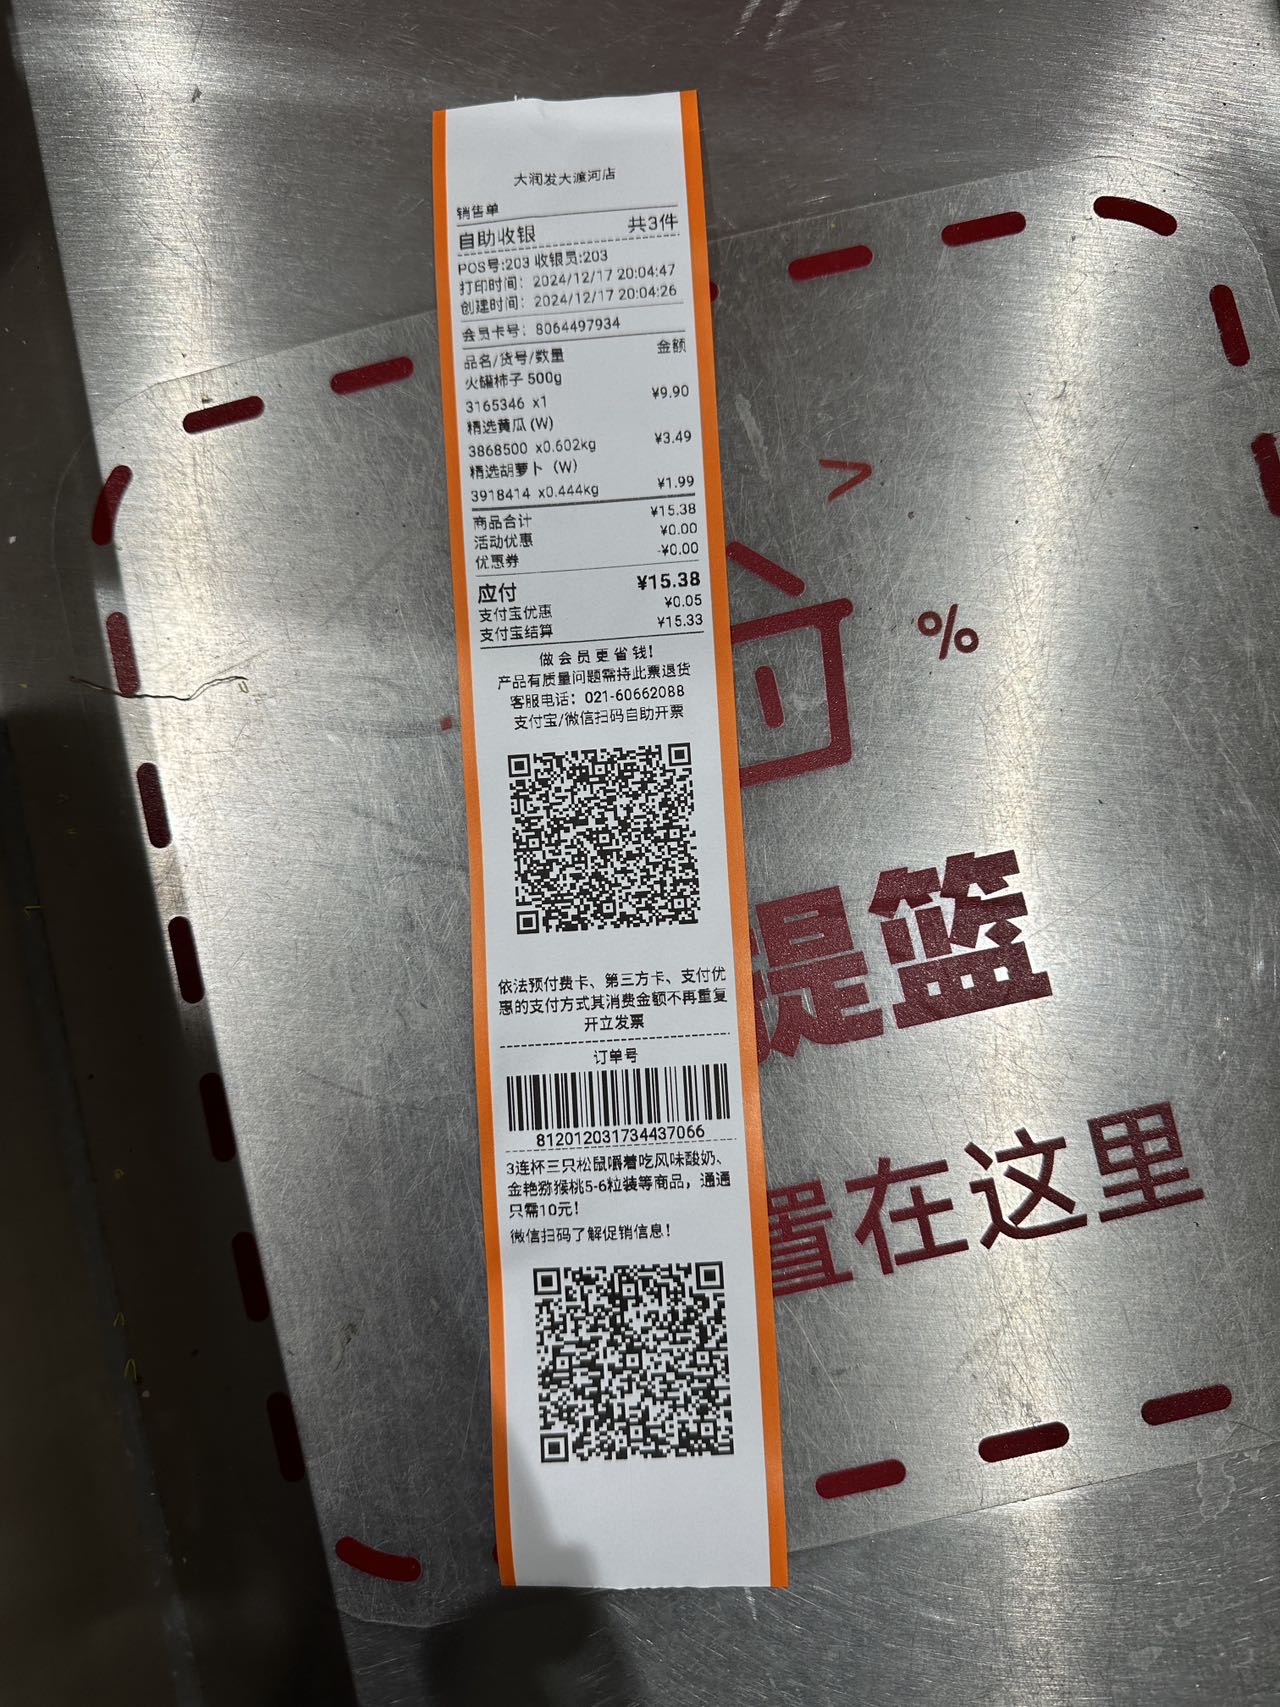 大润发大渡河店
销售单
自助收银 共3件
POS号:203 收银员:203
打印时间： 2024/12/17 20:04:47
创建时间： 2024/12/17 20:04:26
会员卡号： 8064497934
品名/货号/数量 金额
火罐柿子 500g
3165346 x1 ¥9.90
精选黄瓜 (W)
3868500 x0.602kg ¥3.49
精选胡萝卜（W）
3918414 x0.444kg ¥1.99
商品合计 ¥15.38
活动优惠 ¥0.00
优惠券 -¥0.00
应付 ¥15.38
支付宝优惠 ¥0.05
支付宝结算 ¥15.33
做会员更省钱!
产品有质量问题需持此票退货
客服电话： 021-60662088
支付宝/微信扫码自助开票
依法预付费卡、第三方卡、支付优
惠的支付方式其消费金额不再重复
开立发票
订单号
812012031734437066
3连杯三只松鼠嚼着吃风味酸奶、
金艳猕猴桃5-6粒装等商品，通通
只需10元！
微信扫码了解促销信息！
%
提篮
置在这里